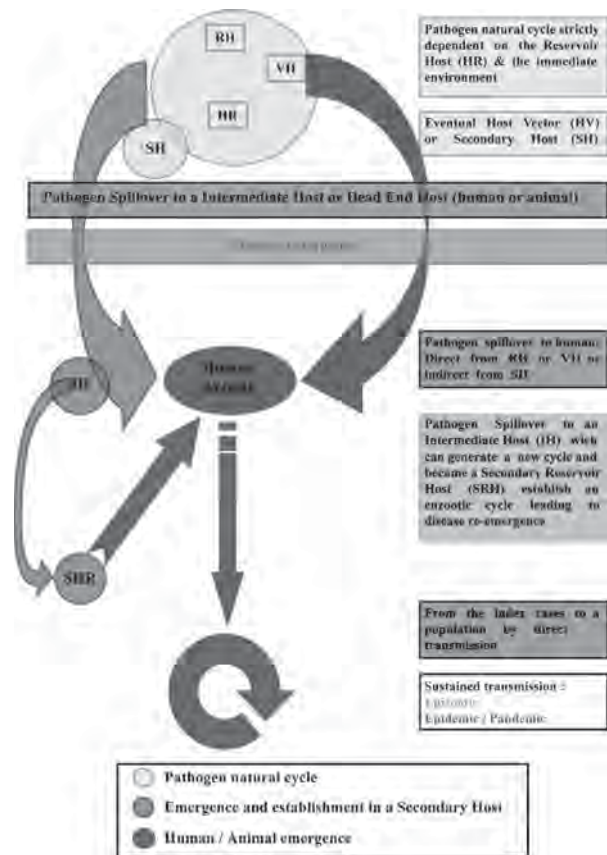 RH
VH
HR
SH
Pathogen natural cycle strictly
dependent on the Reservoir
Host (HR) & the immediate
environment
Eventual Host Vector (HV)
or Secondary Host (SH)
Pathogen Spillover to a Intermediate Host or Dead End Host (human or animal)
Pathogen spillover to human:
Direct from RH or VH or
indirect from SH
Human
Pathogen Spillover to an
Intermediate Host (IH) wich
can generate a new cycle and
became a Secondary Reservoir
Host (SRH) establish an
enzootic cycle leading to
disease re-emergence
SHR
From the Index cases to a
population by direct
transmission
Sustained transmission :
Epizootic
Epidemic / Pandemic
Pathogen natural cycle
Emergence and establishment in a Secondary Host
Human / Animal emergence